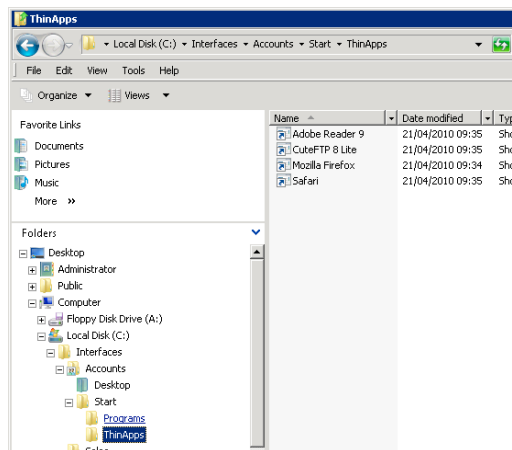 ThinApps
Local Disk (C:) Interfaces Accounts Start ThinApps
File Edit View Tools Help
Organize Views
Favorite Links
Documents
Pictures
Music
More »
Folders
Desktop
Administrator
Public
Computer
Floppy Disk Drive (A:)
Local Disk (C:)
Interfaces
Accounts
Desktop
Start
Programs
ThinApps
Name Date modified
Adobe Reader 9 21/04/2010 09:35
CuteFTP 8 Lite 21/04/2010 09:35
Mozilla Firefox 21/04/2010 09:34
Safari 21/04/2010 09:35